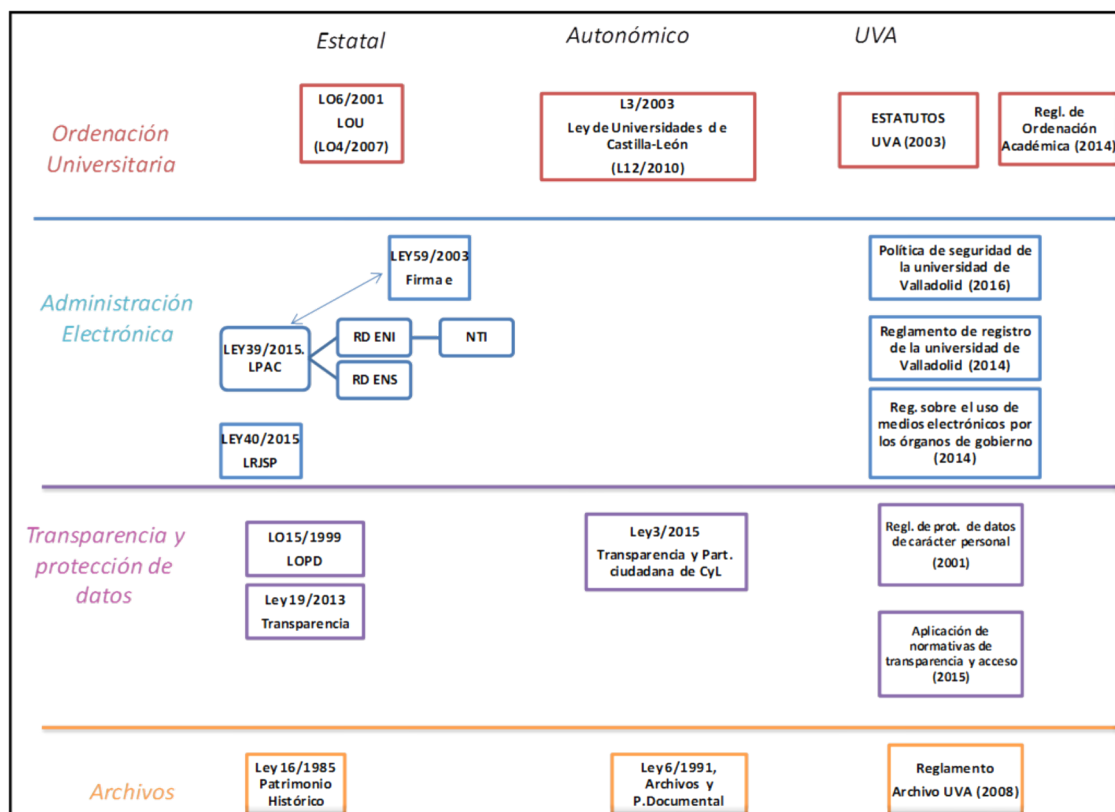 Estatal
Autonómico
UVA
Ordenación
Universitaria
LO6/2001
LOU
(LO4/2007)
L3/2003
Ley de Universidades de
Castilla-León
(L12/2010)
ESTATUTOS
UVA (2003)
Regl. de
Ordenación
Académica (2014)
Administración
Electrónica
LEY59/2003
Firma e
LEY39/2015.
LPAC
RD ENI
NTI
RD ENS
LEY40/2015
LRJSP
Política de seguridad de
la universidad de
Valladolid (2016)
Reglamento de registro
de la universidad de
Valladolid (2014)
Reg. sobre el uso de
medios electrónicos por
los órganos de gobierno
(2014)
Transparencia y
protección de
datos
LO15/1999
LOPD
Ley 19/2013
Transparencia
Ley3/2015
Transparencia y Part.
ciudadana de CyL
Regl. de prot. de datos
de carácter personal
(2001)
Aplicación de
normativas de
transparencia y acceso
(2015)
Archivos
Ley 16/1985
Patrimonio
Histórico
Ley 6/1991,
Archivos y
P.Documental
Reglamento
Archivo UVA (2008)